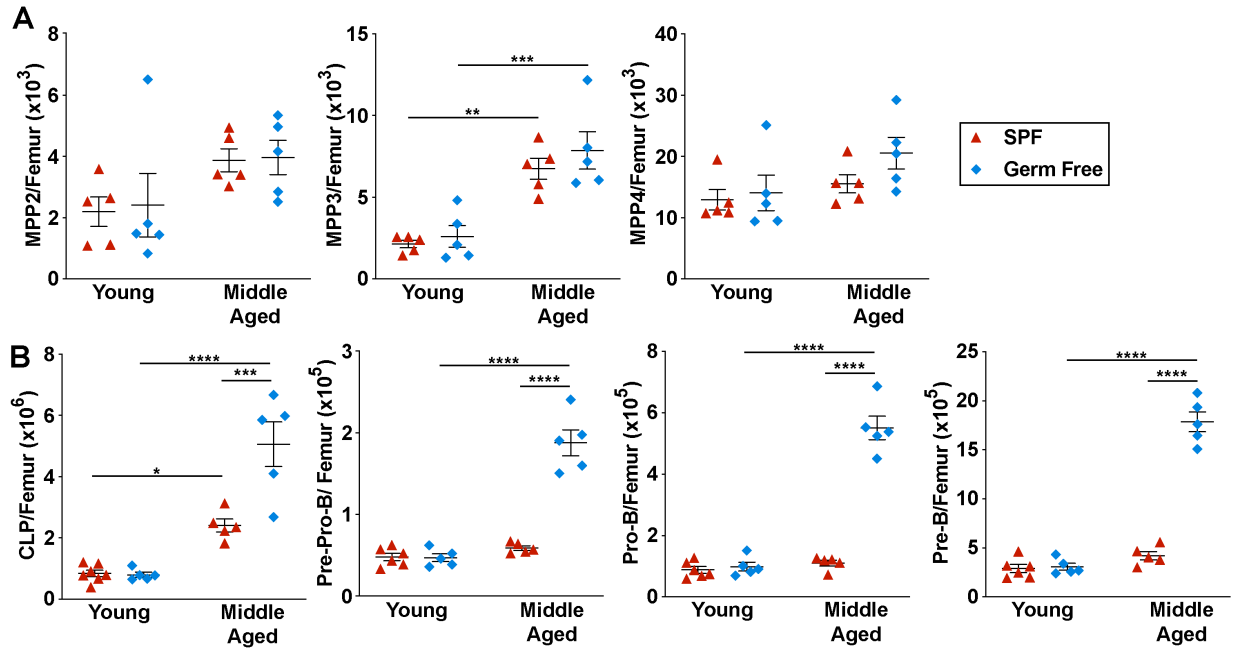 A
MPP2/Femur (x10³)
8
6
4
2
0
Young
Middle
Aged
MPP3/Femur (x10³)
15
10
5
0
***
**
Young
Middle
Aged
MPP4/Femur (x10³)
40
30
20
10
0
Young
Middle
Aged
SPF
Germ Free
B
CLP/Femur (x10⁶)
8
6
4
2
0
****
***
*
Young
Middle
Aged
Pre-Pro-B/ Femur (x10⁵)
3
2
1
0
****
****
Young
Middle
Aged
Pro-B/Femur (x10⁵)
8
6
4
2
0
****
****
Young
Middle
Aged
Pre-B/Femur (x10⁵)
25
20
15
10
5
0
****
****
Young
Middle
Aged